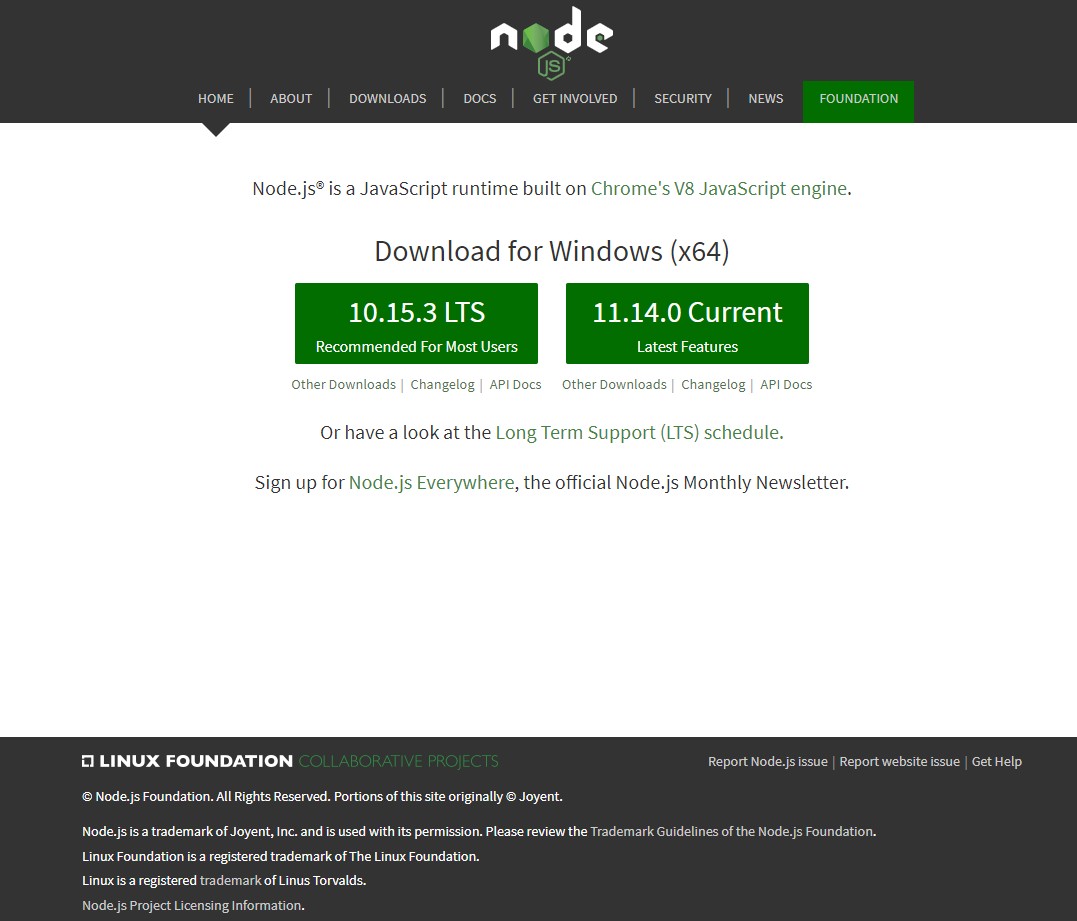 node
JS
HOME | ABOUT | DOWNLOADS | DOCS | GET INVOLVED | SECURITY | NEWS FOUNDATION
Node.js® is a JavaScript runtime built on Chrome's V8 JavaScript engine.
Download for Windows (x64)
10.15.3 LTS
Recommended For Most Users
Other Downloads | Changelog | API Docs
11.14.0 Current
Latest Features
Other Downloads | Changelog | API Docs
Or have a look at the Long Term Support (LTS) schedule.
Sign up for Node.js Everywhere, the official Node.js Monthly Newsletter.
LINUX FOUNDATION COLLABORATIVE PROJECTS
Report Node.js issue | Report website issue | Get Help
© Node.js Foundation. All Rights Reserved. Portions of this site originally © Joyent.
Node.js is a trademark of Joyent, Inc. and is used with its permission. Please review the Trademark Guidelines of the Node.js Foundation.
Linux Foundation is a registered trademark of The Linux Foundation.
Linux is a registered trademark of Linus Torvalds.
Node.js Project Licensing Information.